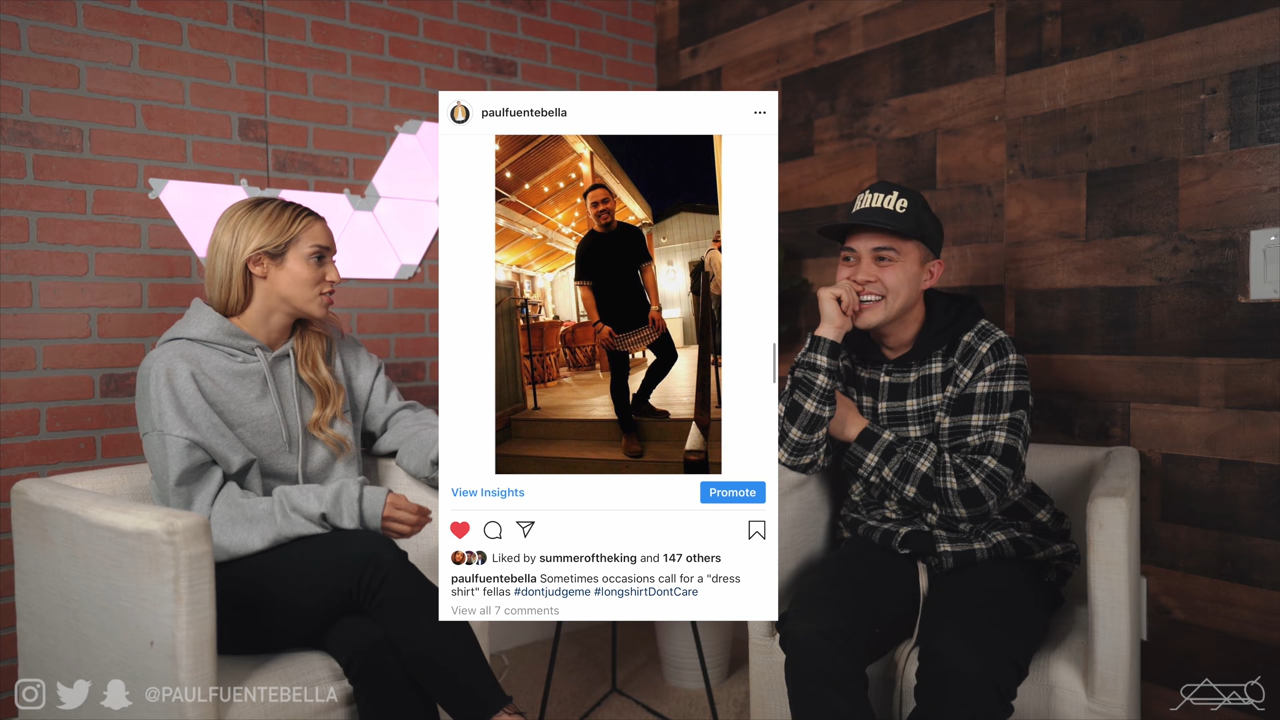 paulfuentebella
Rhude
View Insights
Promote
Liked by summeroftheking and 147 others
paulfuentebella Sometimes occasions call for a "dress
shirt" fellas #dontjudgeme #longshirtDontCare
View all 7 comments
@PAULFUENTEBELLA